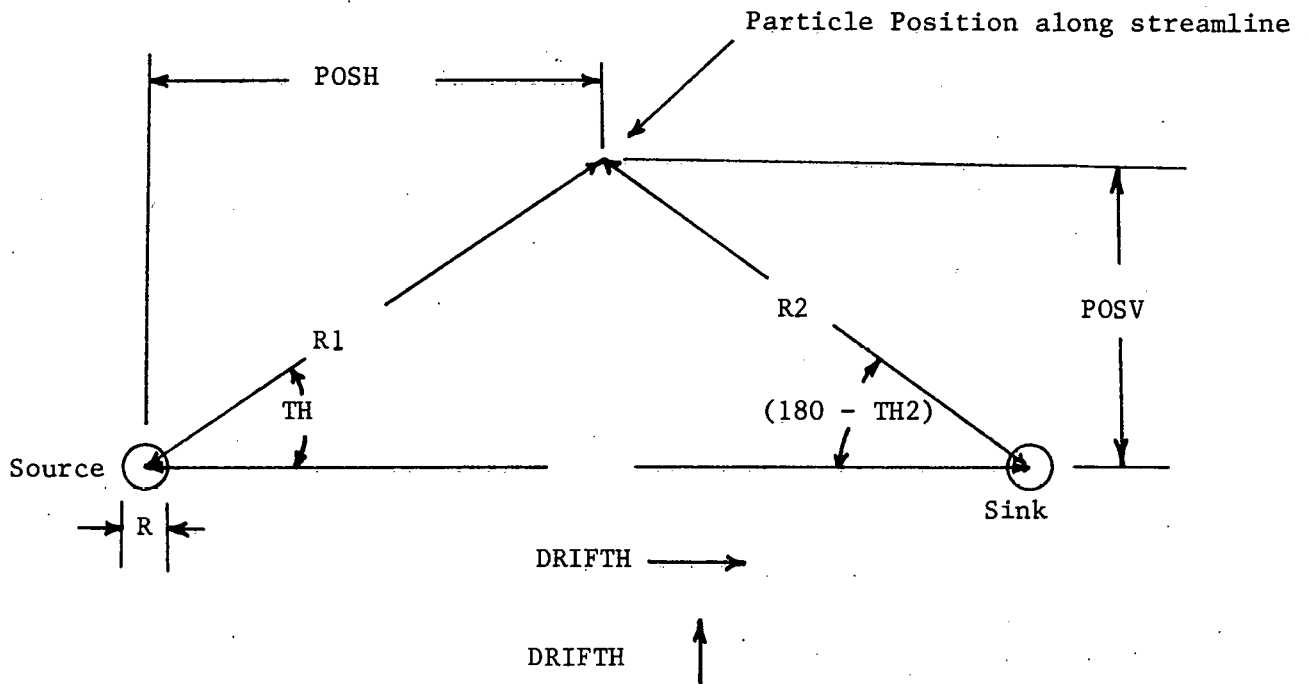 Particle Position along streamline
POSH
R1
R2
POSV
TH
(180 - TH2)
Source
Sink
R
DRIFTH
DRIFTH